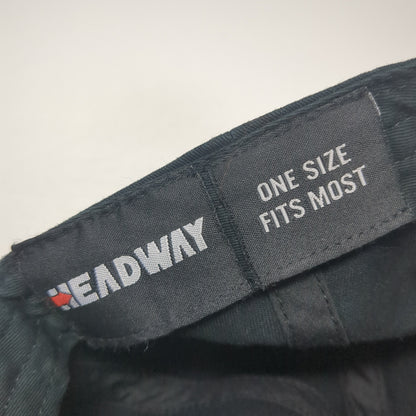 HEADWAY
ONE SIZE
FITS MOST